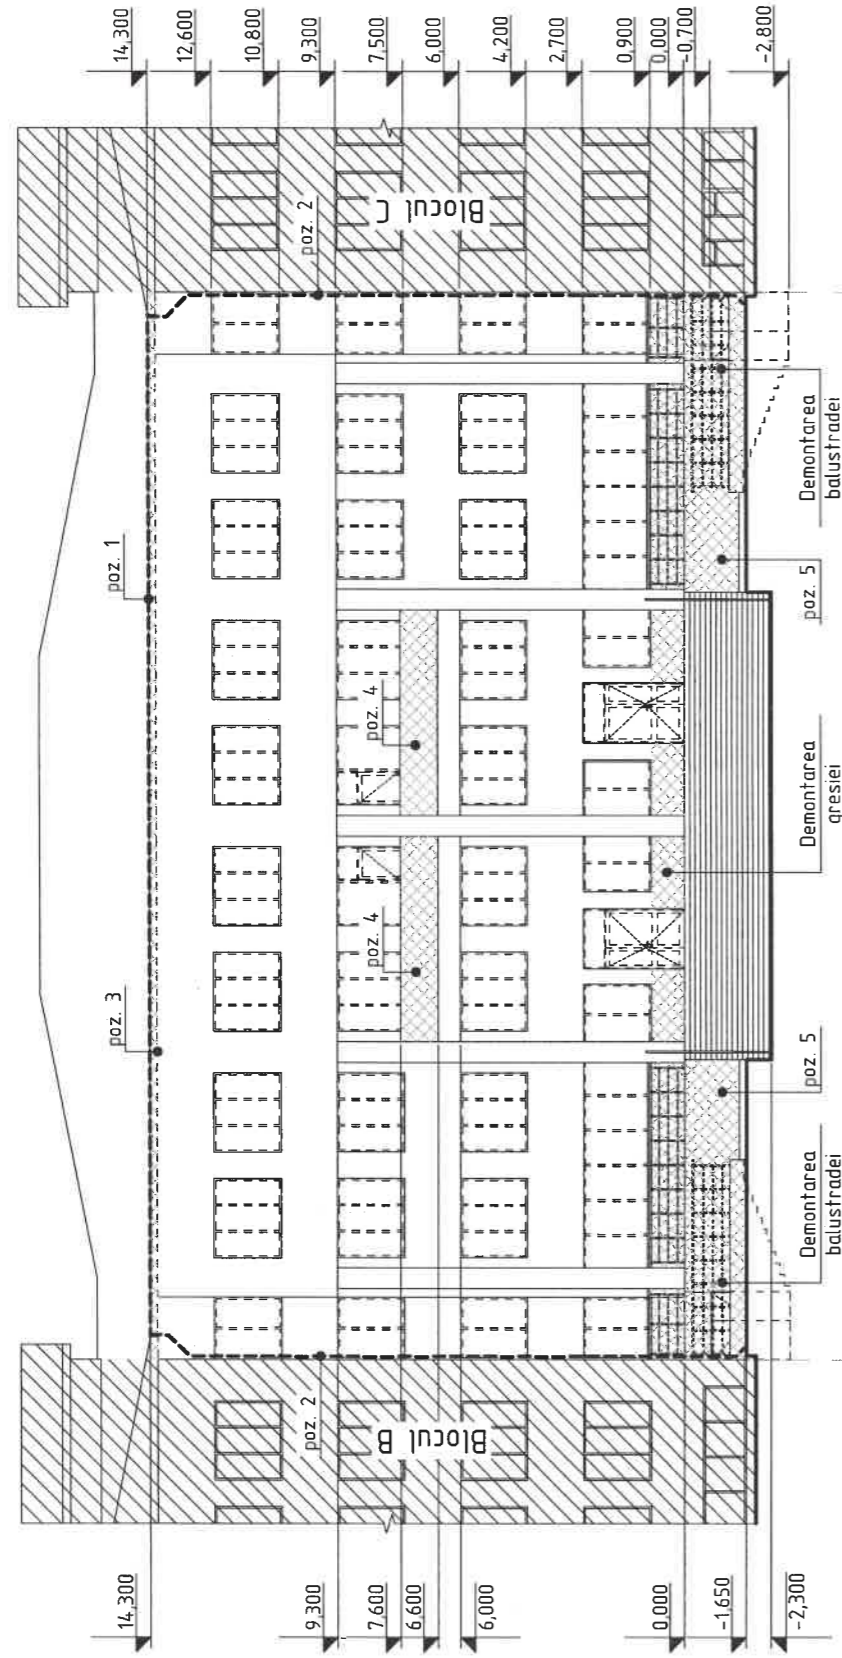 14,300
12,600
10,800
9,300
7,500
6,000
4,200
2,700
0,900
0,000
-0,700
-2,800
Blocul C
poz. 2
poz. 1
poz. 3
poz. 4
poz. 4
Demontarea
balustradei
poz. 5
Demontarea
gresiei
poz. 5
Demontarea
balustradei
poz. 2
Blocul B
14,300
9,300
7,600
6,600
6,000
0,000
-1,650
-2,300